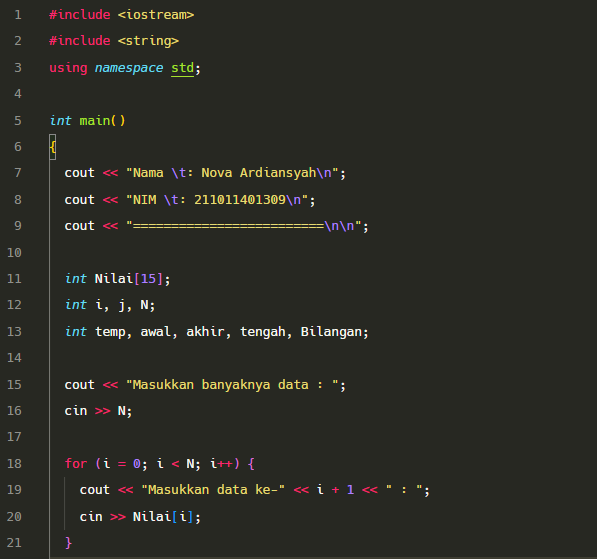 1 #include <iostream>
2 #include <string>
3 using namespace std;
4
5 int main()
6 {
7 cout << "Nama \t: Nova Ardiansyah\n";
8 cout << "NIM \t: 211011401309\n";
9 cout << "=========================\n\n";
10
11 int Nilai[15];
12 int i, j, N;
13 int temp, awal, akhir, tengah, Bilangan;
14
15 cout << "Masukkan banyaknya data : ";
16 cin >> N;
17
18 for (i = 0; i < N; i++) {
19 cout << "Masukkan data ke-" << i + 1 << " : ";
20 cin >> Nilai[i];
21 }